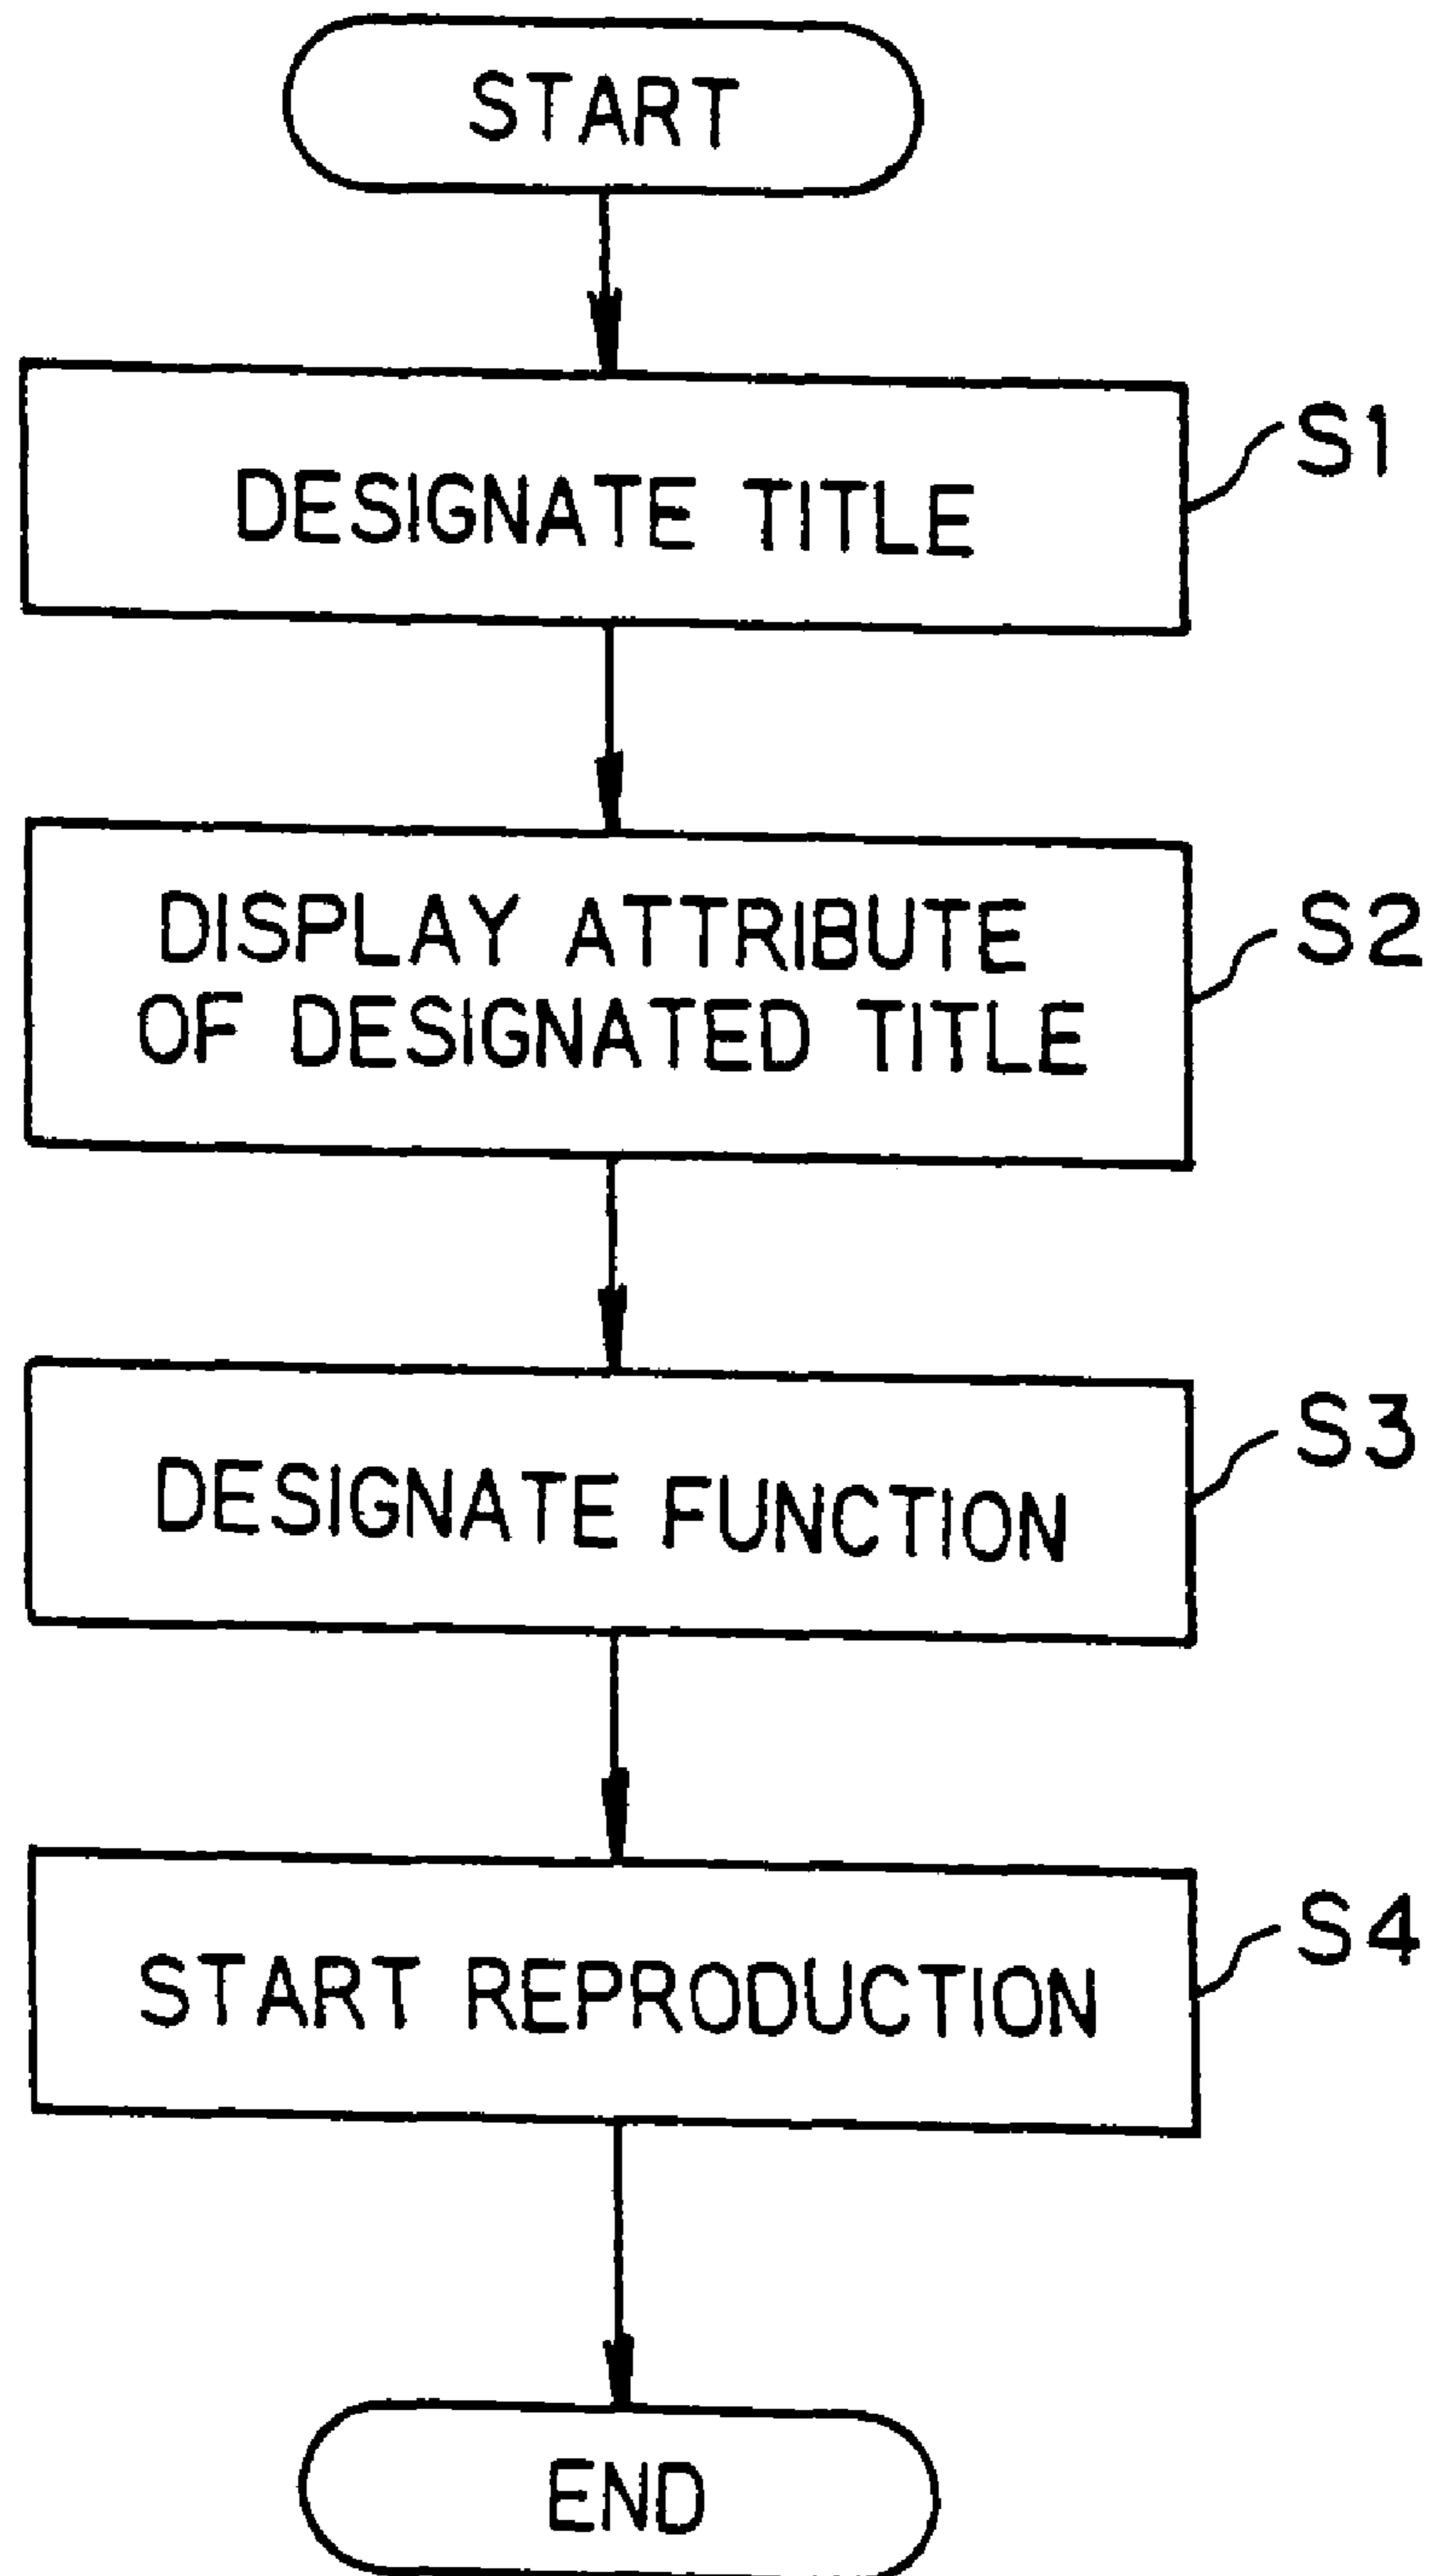 START
DESIGNATE TITLE
S1
DISPLAY ATTRIBUTE
OF DESIGNATED TITLE
S2
DESIGNATE FUNCTION
S3
START REPRODUCTION
S4
END